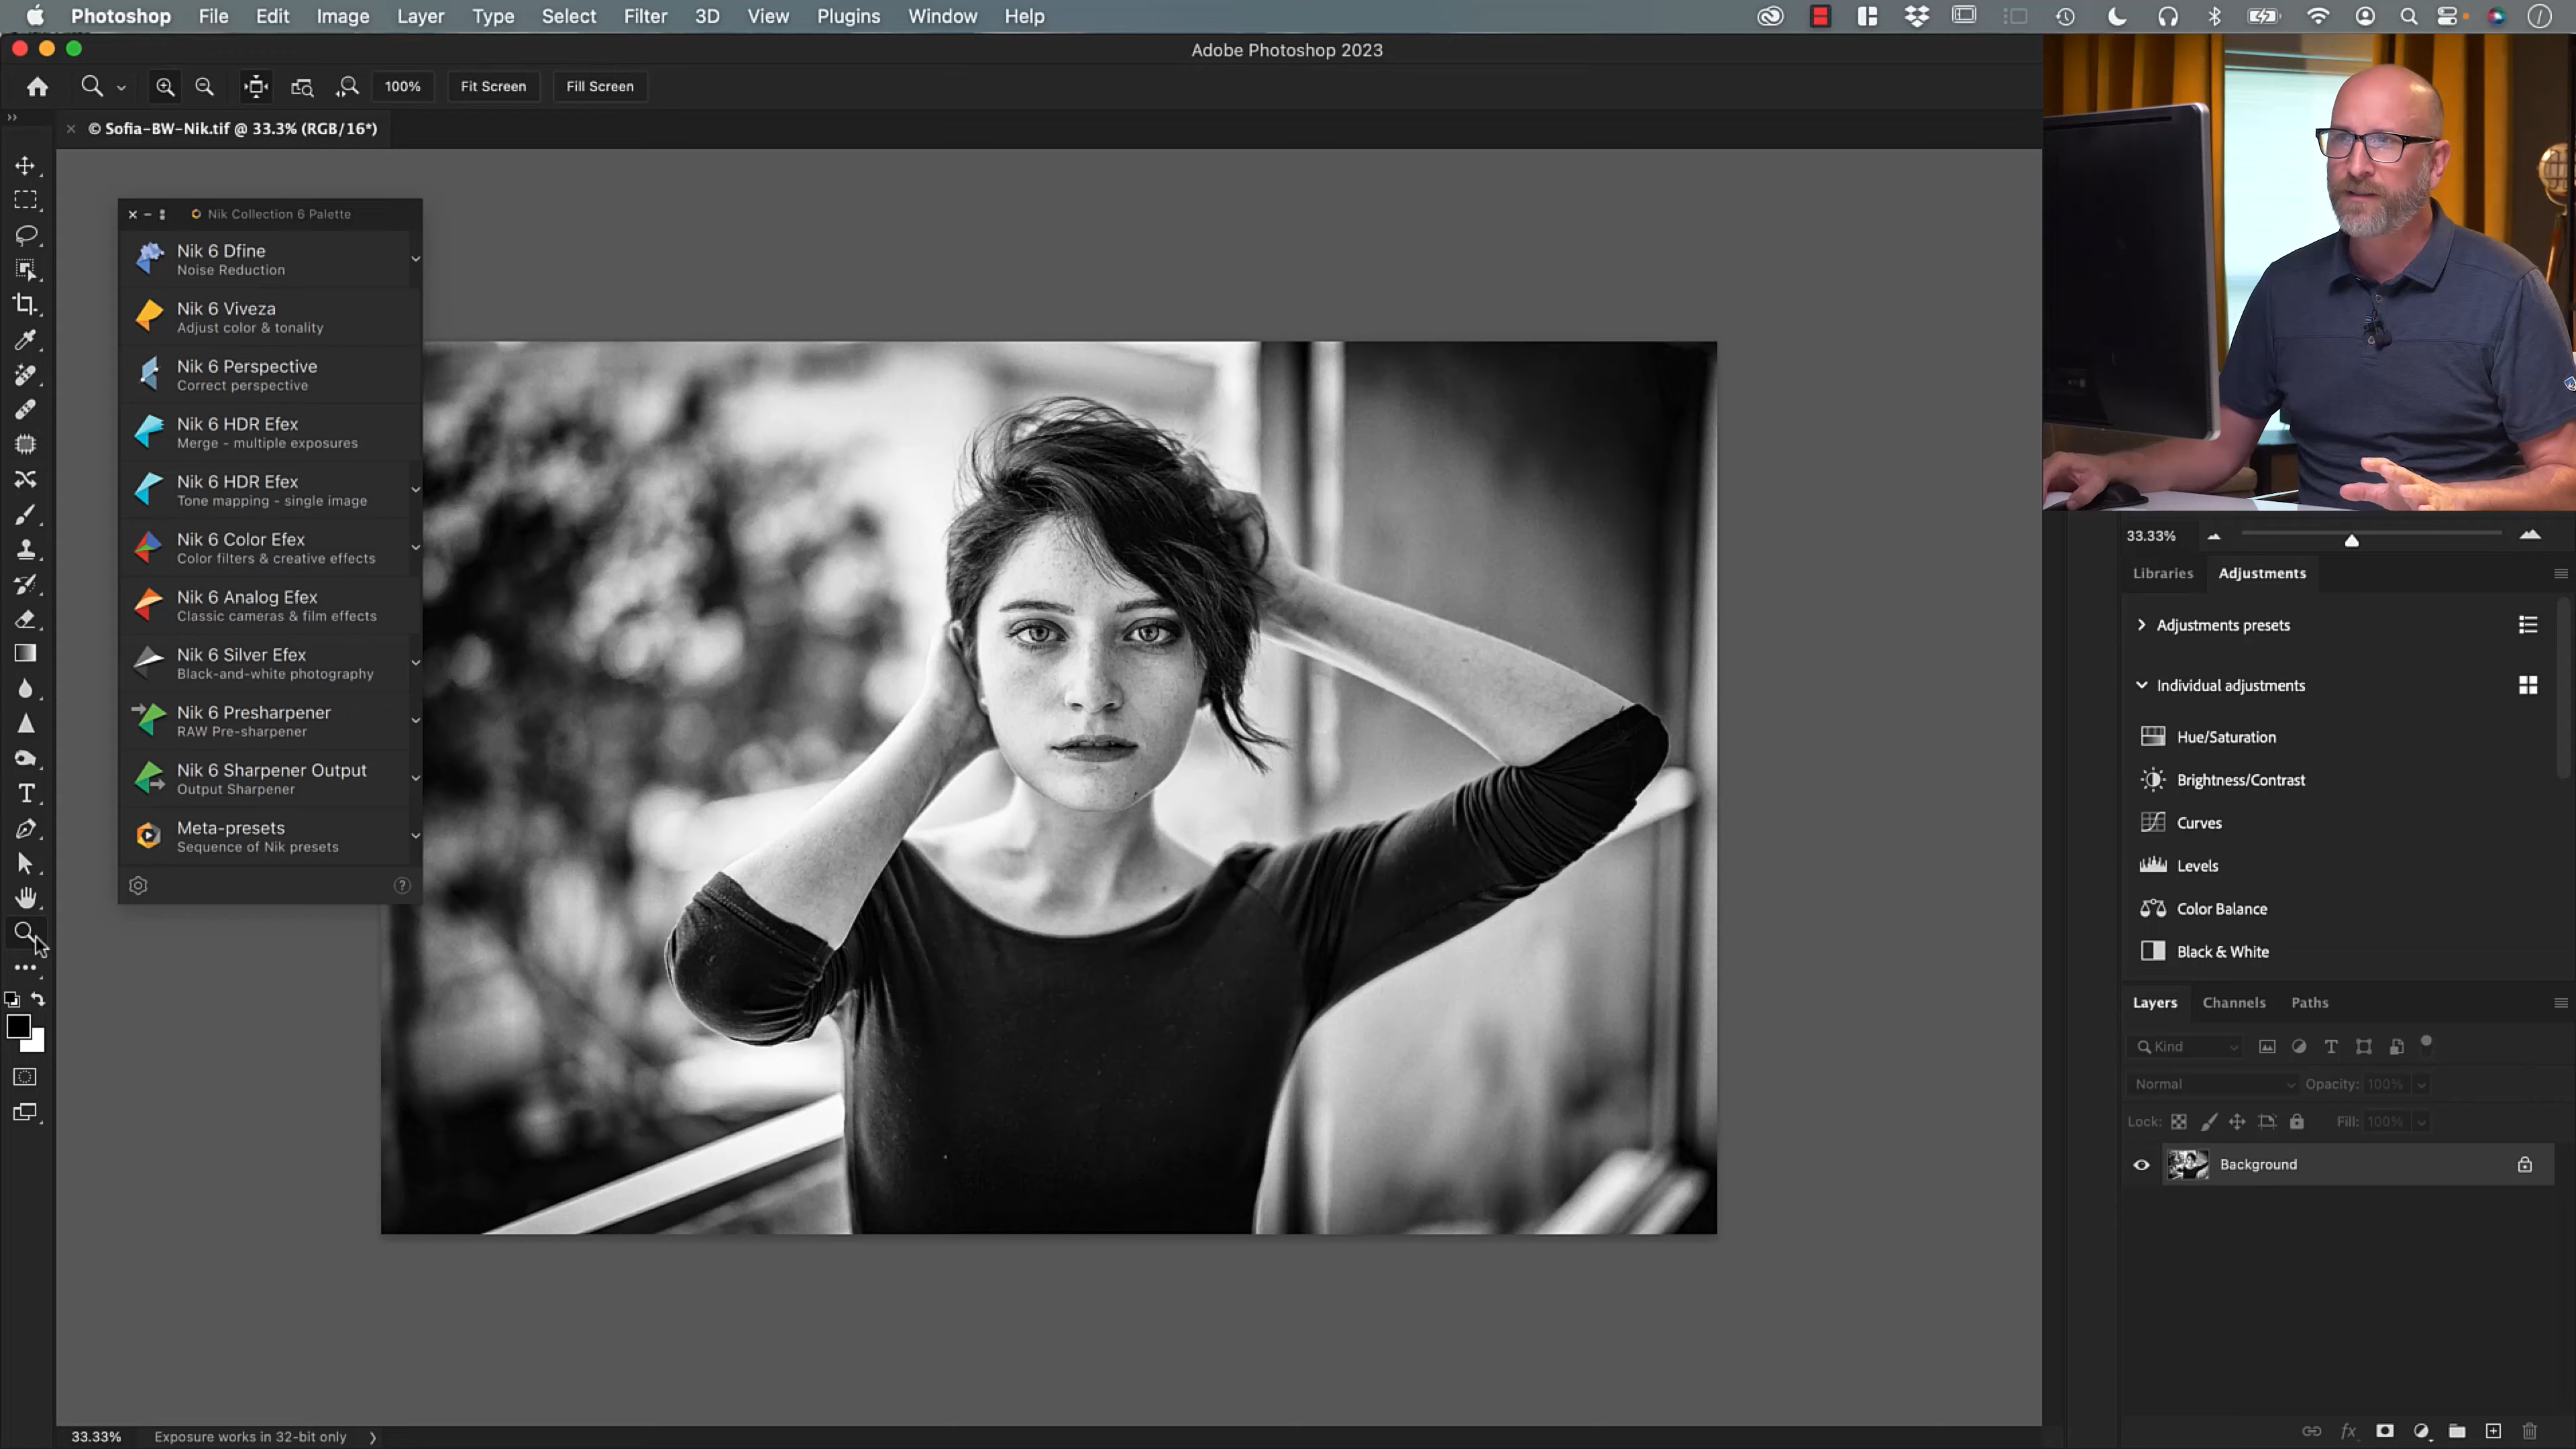 Photoshop File Edit Image Layer Type Select Filter 3D View Plugins Window Help
Adobe Photoshop 2023
100% Fit Screen Fill Screen
© Sofia-BW-Nik.tif @ 33.3% (RGB/16*)
Nik Collection 6 Palette
Nik 6 Dfine
Noise Reduction
Nik 6 Viveza
Adjust color & tonality
Nik 6 Perspective
Correct perspective
Nik 6 HDR Efex
Merge - multiple exposures
Nik 6 HDR Efex
Tone mapping - single image
Nik 6 Color Efex
Color filters & creative effects
Nik 6 Analog Efex
Classic cameras & film effects
Nik 6 Silver Efex
Black-and-white photography
Nik 6 Presharpener
RAW Pre-sharpener
Nik 6 Sharpener Output
Output Sharpener
Meta-presets
Sequence of Nik presets
33.33%
Libraries Adjustments
Adjustments presets
Individual adjustments
Hue/Saturation
Brightness/Contrast
Curves
Levels
Color Balance
Black & White
Layers Channels Paths
Kind
Normal Opacity: 100%
Lock: Fill: 100%
Background
fx
33.33% Exposure works in 32-bit only